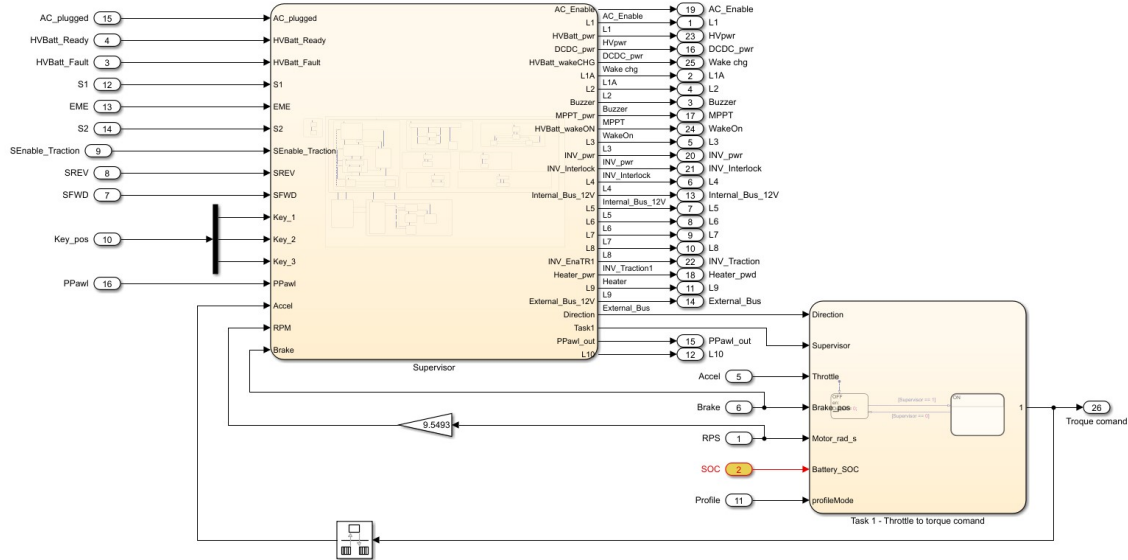 AC_plugged
15
HVBatt_Ready
4
HVBatt_Fault
3
S1
12
EME
13
S2
14
SEnable_Traction
9
SREV
8
SFWD
7
Key_pos
10
PPawl
16
AC_plugged
HVBatt_Ready
HVBatt_Fault
S1
EME
S2
SEnable_Traction
SREV
SFWD
Key_1
Key_2
Key_3
PPawl
Accel
RPM
Brake
AC_Enable
L1
HVBatt_pwr
DCDC_pwr
HVBatt_wakeCHG
L1A
L2
Buzzer
MPPT_pwr
HVBatt_wakeON
L3
INV_pwr
INV_Interlock
L4
Internal_Bus_12V
L5
L6
L7
L8
INV_EnaTR1
Heater_pwr
L9
External_Bus_12V
Direction
Task1
PPawl_out
L10
Supervisor
AC_Enable
L1
HVpwr
DCDC_pwr
Wake chg
L1A
L2
Buzzer
MPPT
WakeOn
L3
INV_pwr
INV_Interlock
L4
Internal_Bus_12V
L5
L6
L7
L8
INV_Traction1
Heater
L9
External_Bus
19 AC_Enable
1 L1
23 HVpwr
16 DCDC_pwr
25 Wake chg
2 L1A
4 L2
3 Buzzer
17 MPPT
24 WakeOn
5 L3
20 INV_pwr
21 INV_Interlock
6 L4
13 Internal_Bus_12V
7 L5
8 L6
9 L7
10 L8
22 INV_Traction
18 Heater_pwd
11 L9
14 External_Bus
15 PPawl_out
12 L10
Accel 5
Brake 6
RPS 1
SOC 2
Profile 11
9.5493
Direction
Supervisor
Throttle
Brake_pos
Motor_rad_s
Battery_SOC
profileMode
OFF
en
ON
[Supervisor == 1]
[Supervisor == 0]
1
26
Troque comand
Task 1 - Throttle to torque comand